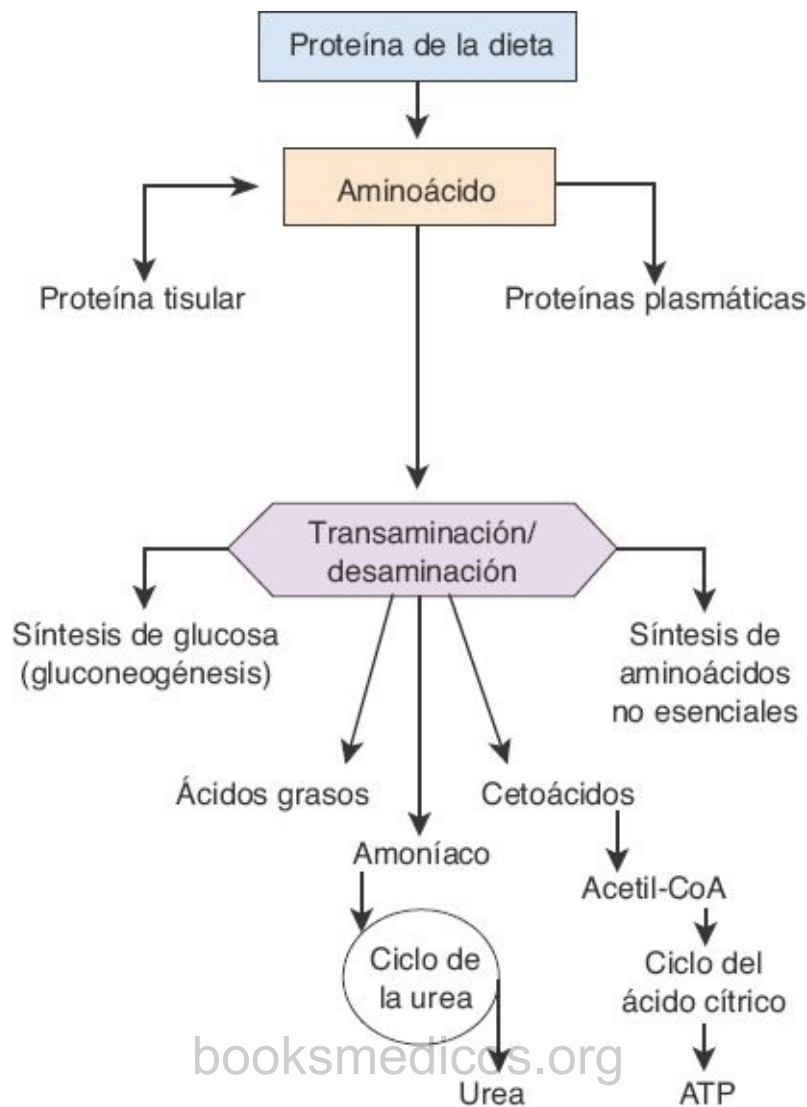 Proteína de la dieta
Aminoácido
Proteína tisular
Proteínas plasmáticas
Transaminación/
desaminación
Síntesis de glucosa
(gluconeogénesis)
Síntesis de
aminoácidos
no esenciales
Ácidos grasos
Cetoácidos
Amoníaco
Acetil-CoA
Ciclo de
la urea
Ciclo del
ácido cítrico
booksmedicos.org
Urea
ATP